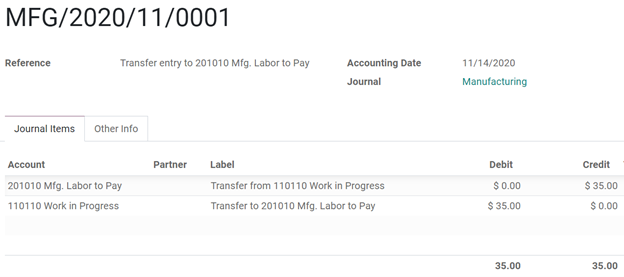 MFG/2020/11/0001
Reference Transfer entry to 201010 Mfg. Labor to Pay Accounting Date 11/14/2020
Journal Manufacturing
Journal Items Other Info
Account Partner Label Debit Credit
201010 Mfg. Labor to Pay Transfer from 110110 Work in Progress $ 0.00 $ 35.00
110110 Work in Progress Transfer to 201010 Mfg. Labor to Pay $ 35.00 $ 0.00
35.00 35.00